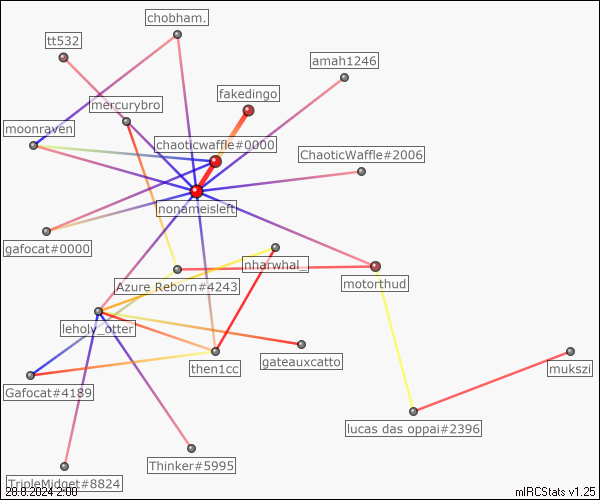 chobham.
tt532
amah1246
fakedingo
mercurybro
moonraven
chaoticwaffle#0000
ChaoticWaffle#2006
nonameisleft
gafocat#0000
nharwhal_
Azure Reborn#4243
motorthud
leholy_otter
gateauxcatto
then1cc
mukszi
Gafocat#4189
lucas das oppai#2396
Thinker#5995
TripleMidget#8824
20.8.2024 2:00
mIRCStats v1.25